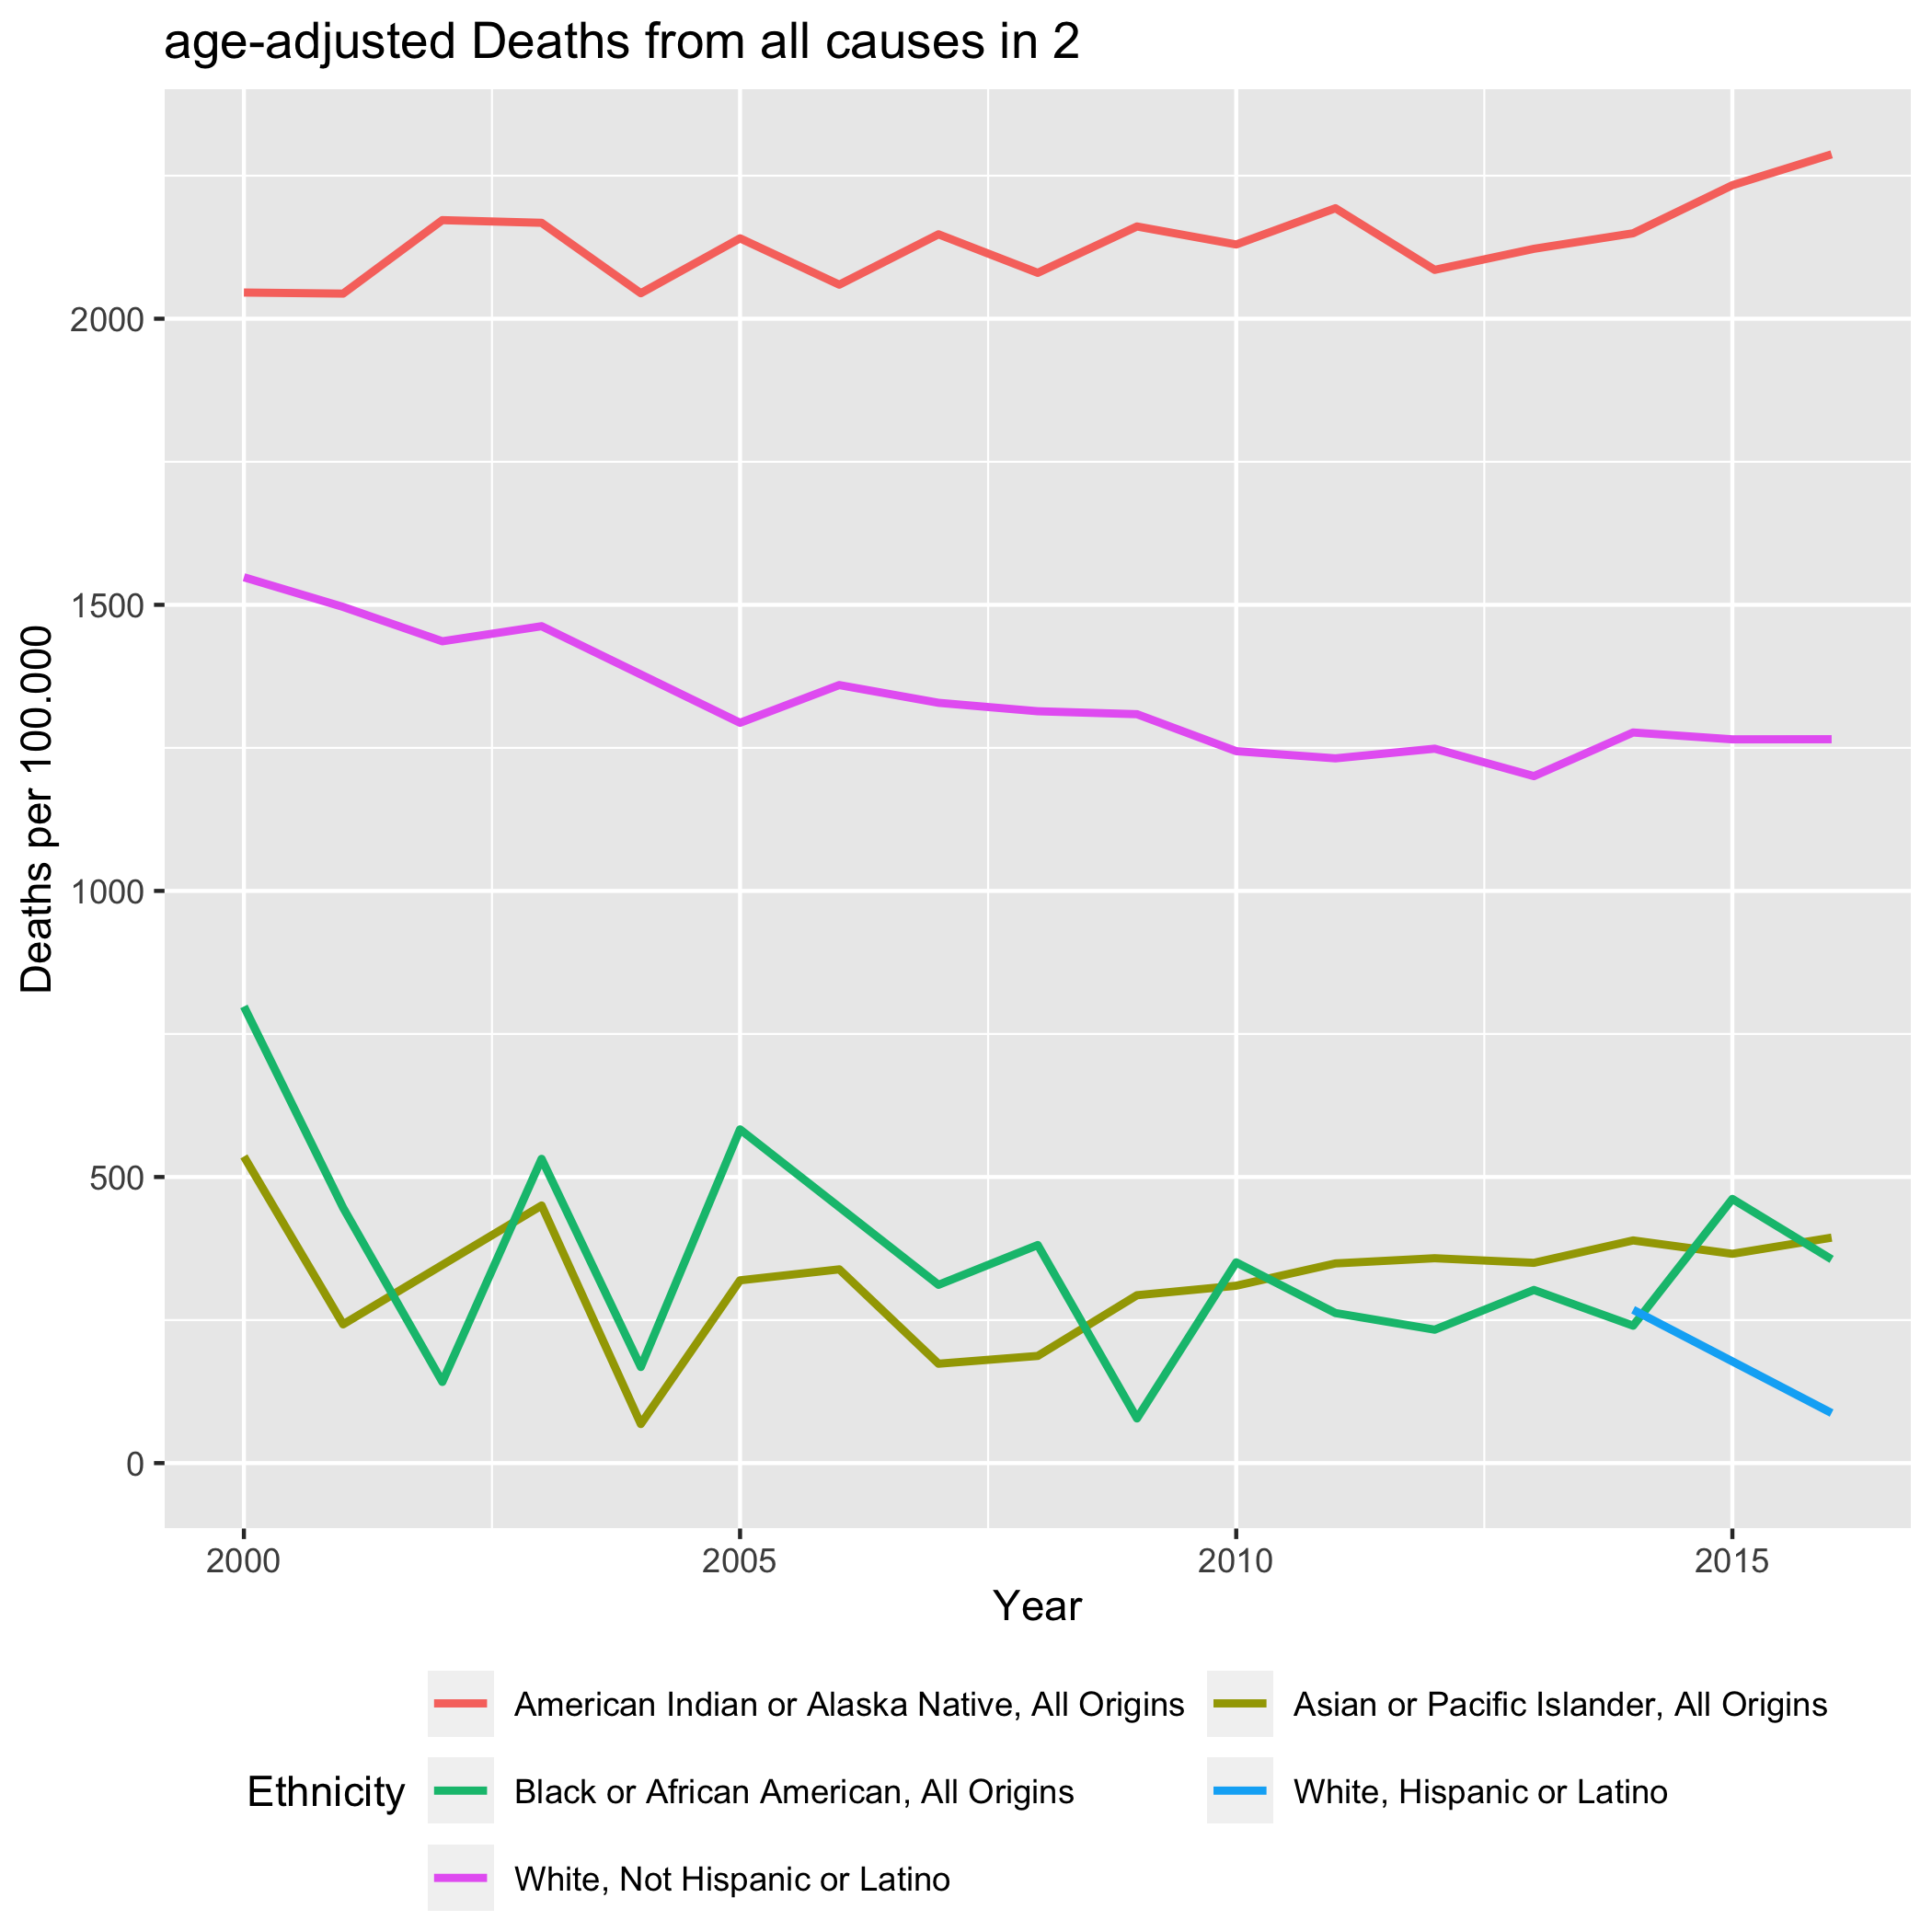 age-adjusted Deaths from all causes in 2
Deaths per 100.000
2000
1500
1000
500
0
2000 2005 2010 2015
Year
Ethnicity
American Indian or Alaska Native, All Origins
Asian or Pacific Islander, All Origins
Black or African American, All Origins
White, Hispanic or Latino
White, Not Hispanic or Latino